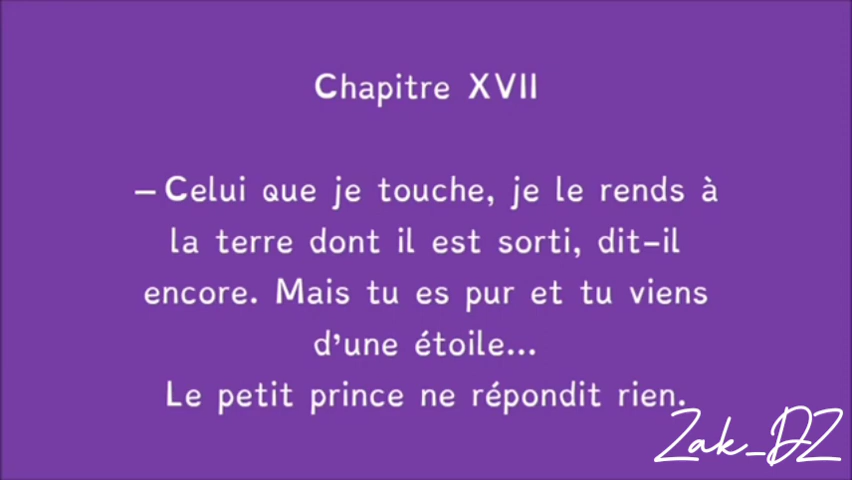 Chapitre XVII
– Celui que je touche, je le rends à
la terre dont il est sorti, dit-il
encore. Mais tu es pur et tu viens
d'une étoile...
Le petit prince ne répondit rien.
Zak_DZ